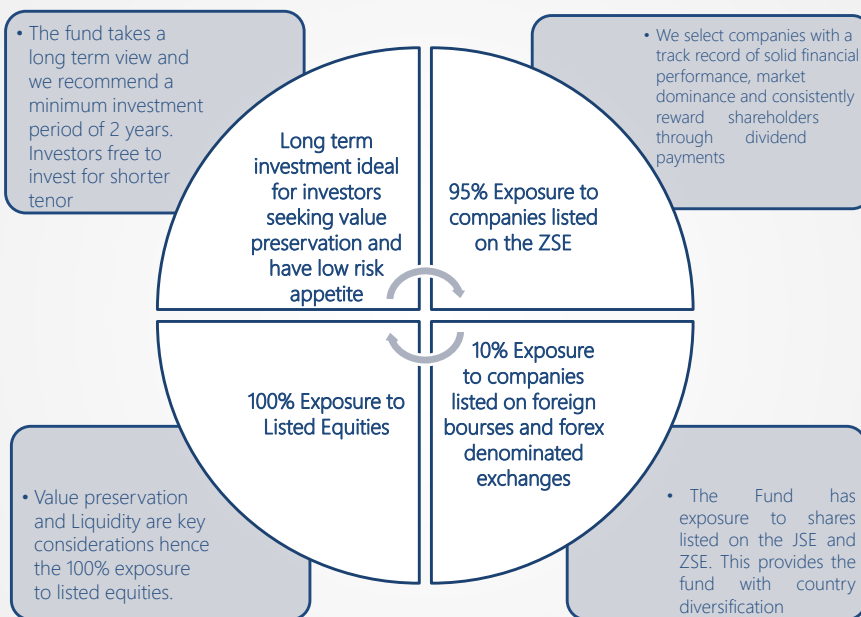 • The fund takes a
long term view and
we recommend a
minimum investment
period of 2 years.
Investors free to
invest for shorter
tenor
• We select companies with a
track record of solid financial
performance, market
dominance and consistently
reward shareholders
through dividend
payments
Long term
investment ideal
for investors
seeking value
preservation and
have low risk
appetite
95% Exposure to
companies listed
on the ZSE
100% Exposure to
Listed Equities
10% Exposure
to companies
listed on foreign
bourses and forex
denominated
exchanges
• Value preservation
and Liquidity are key
considerations hence
the 100% exposure
to listed equities.
• The Fund has
exposure to shares
listed on the JSE and
ZSE. This provides the
fund with country
diversification